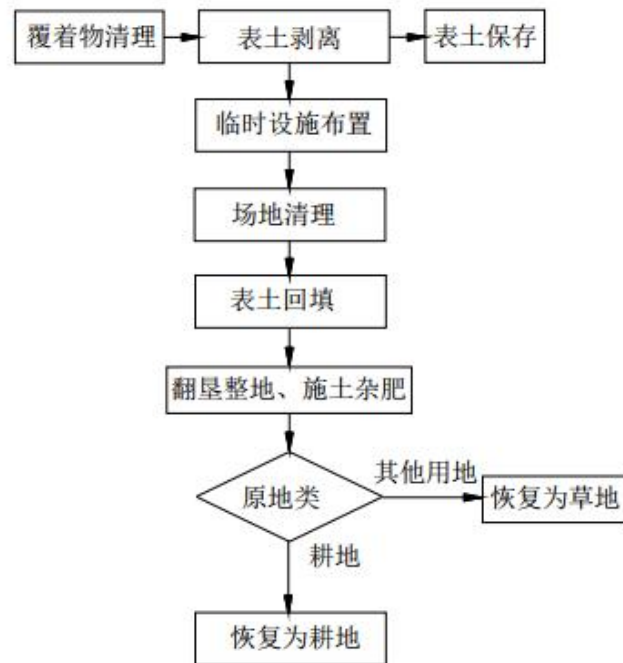 覆着物清理
表土剥离
表土保存
临时设施布置
场地清理
表土回填
翻垦整地、施土杂肥
原地类
其他用地
恢复为草地
耕地
恢复为耕地